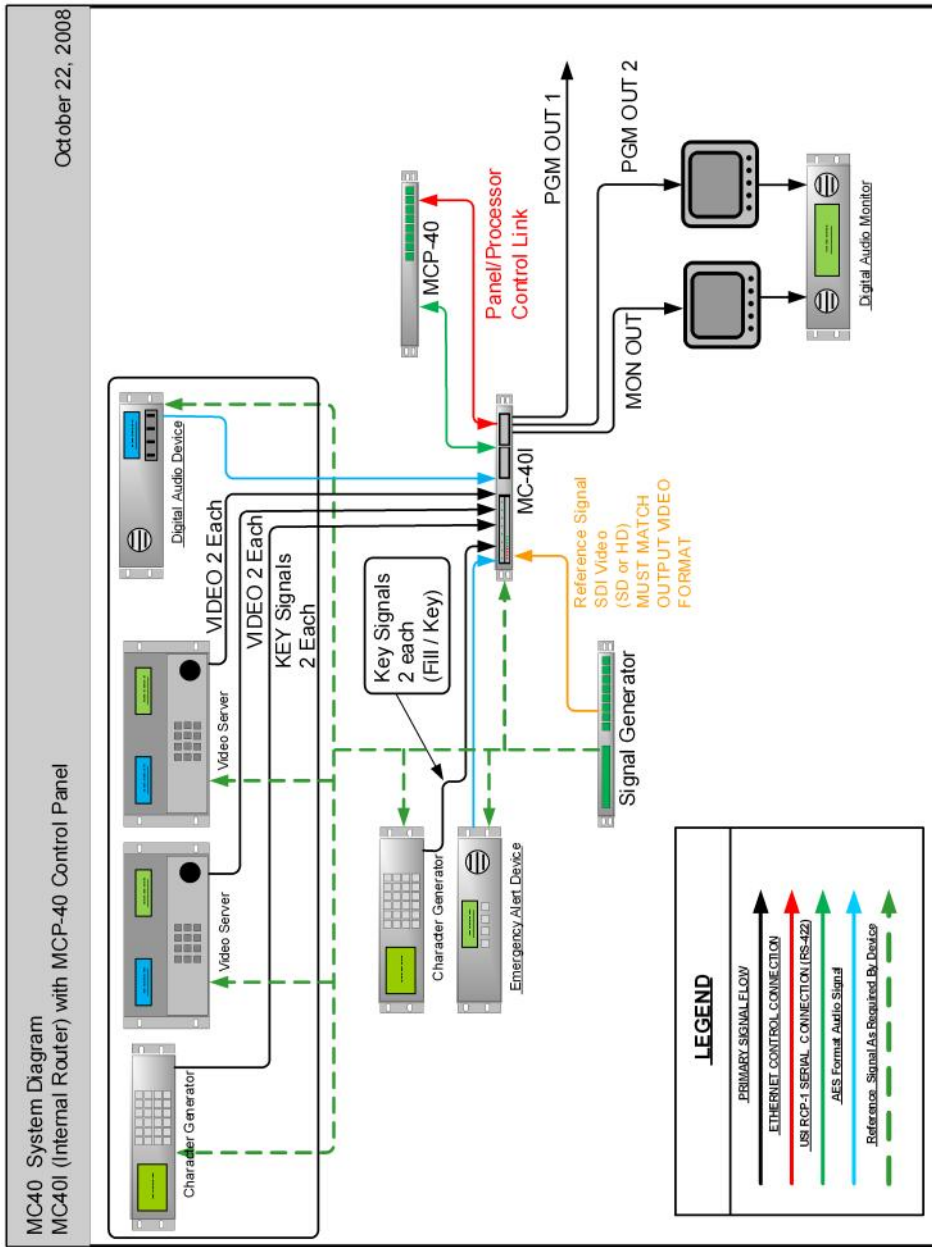 MC40 System Diagram
MC40I (Internal Router) with MCP-40 Control Panel
October 22, 2008
Character Generator
Video Server
Video Server
Digital Audio Device
VIDEO 2 Each
VIDEO 2 Each
KEY Signals
2 Each
MCP-40
Panel/Processor
Control Link
Character Generator
Key Signals
2 each
(Fill / Key)
Emergency Alert Device
MC-40I
PGM OUT 1
PGM OUT 2
MON OUT
Digital Audio Monitor
Reference Signal
SDI Video
(SD or HD)
MUST MATCH
OUTPUT VIDEO
FORMAT
Signal Generator
LEGEND
PRIMARY SIGNAL FLOW
ETHERNET CONTROL CONNECTION
USI RCP-1 SERIAL CONNECTION (RS-422)
AES Format Audio Signal
Reference Signal As Required By Device